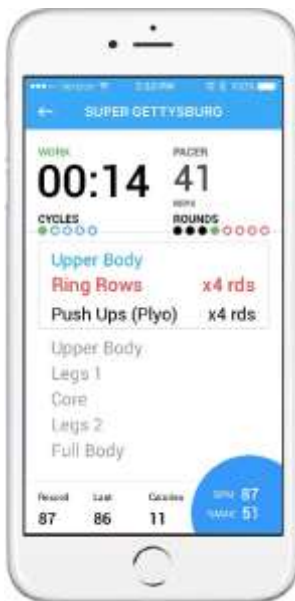 SUPER GETTYSBURG
WORK
PACER
00:14
41
REPS
CYCLES
ROUNDS
Upper Body
Ring Rows x4 rds
Push Ups (Plyo) x4 rds
Upper Body
Legs 1
Core
Legs 2
Full Body
Record Last Calories
87 86 11
BPM 87
%MAX 51